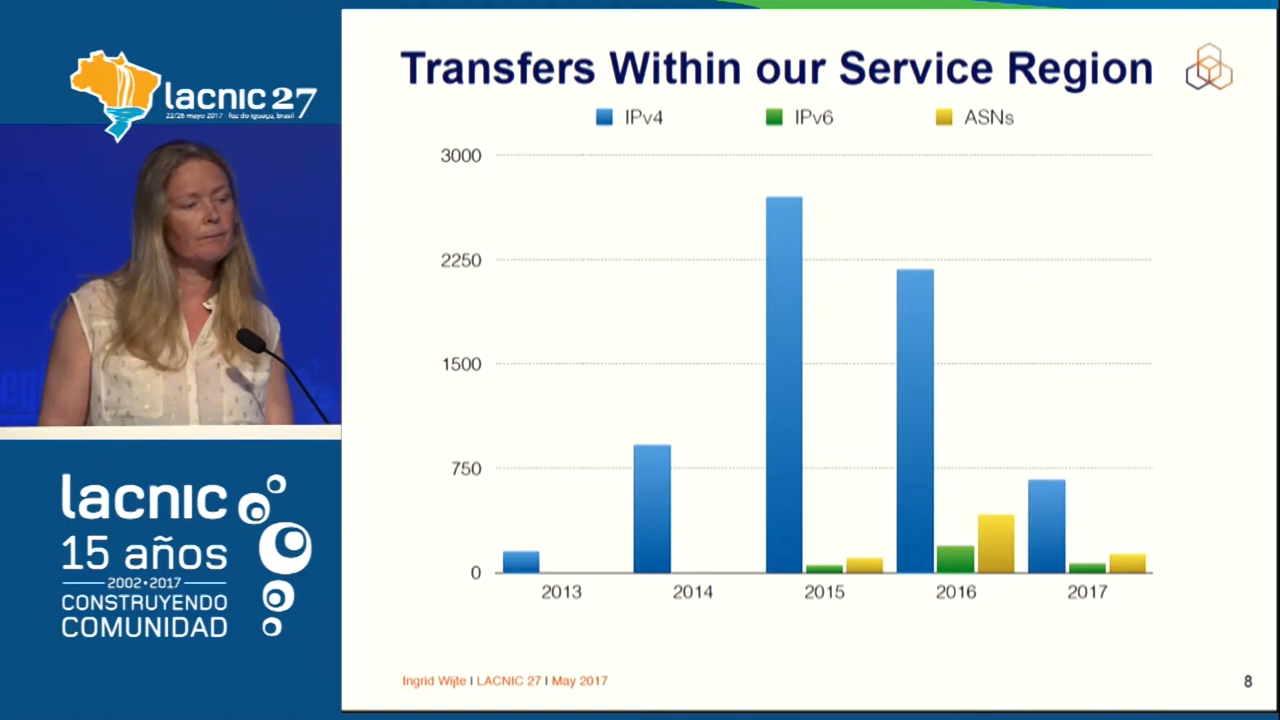 lacnic 27
22/26 mayo 2017 - foz do iguaçu, brasil
lacnic
15 años
2002•2017
CONSTRUYENDO
COMUNIDAD
Transfers Within our Service Region
IPv4
IPv6
ASNs
3000
2250
1500
750
0
2013
2014
2015
2016
2017
Ingrid Wijte | LACNIC 27 | May 2017
8